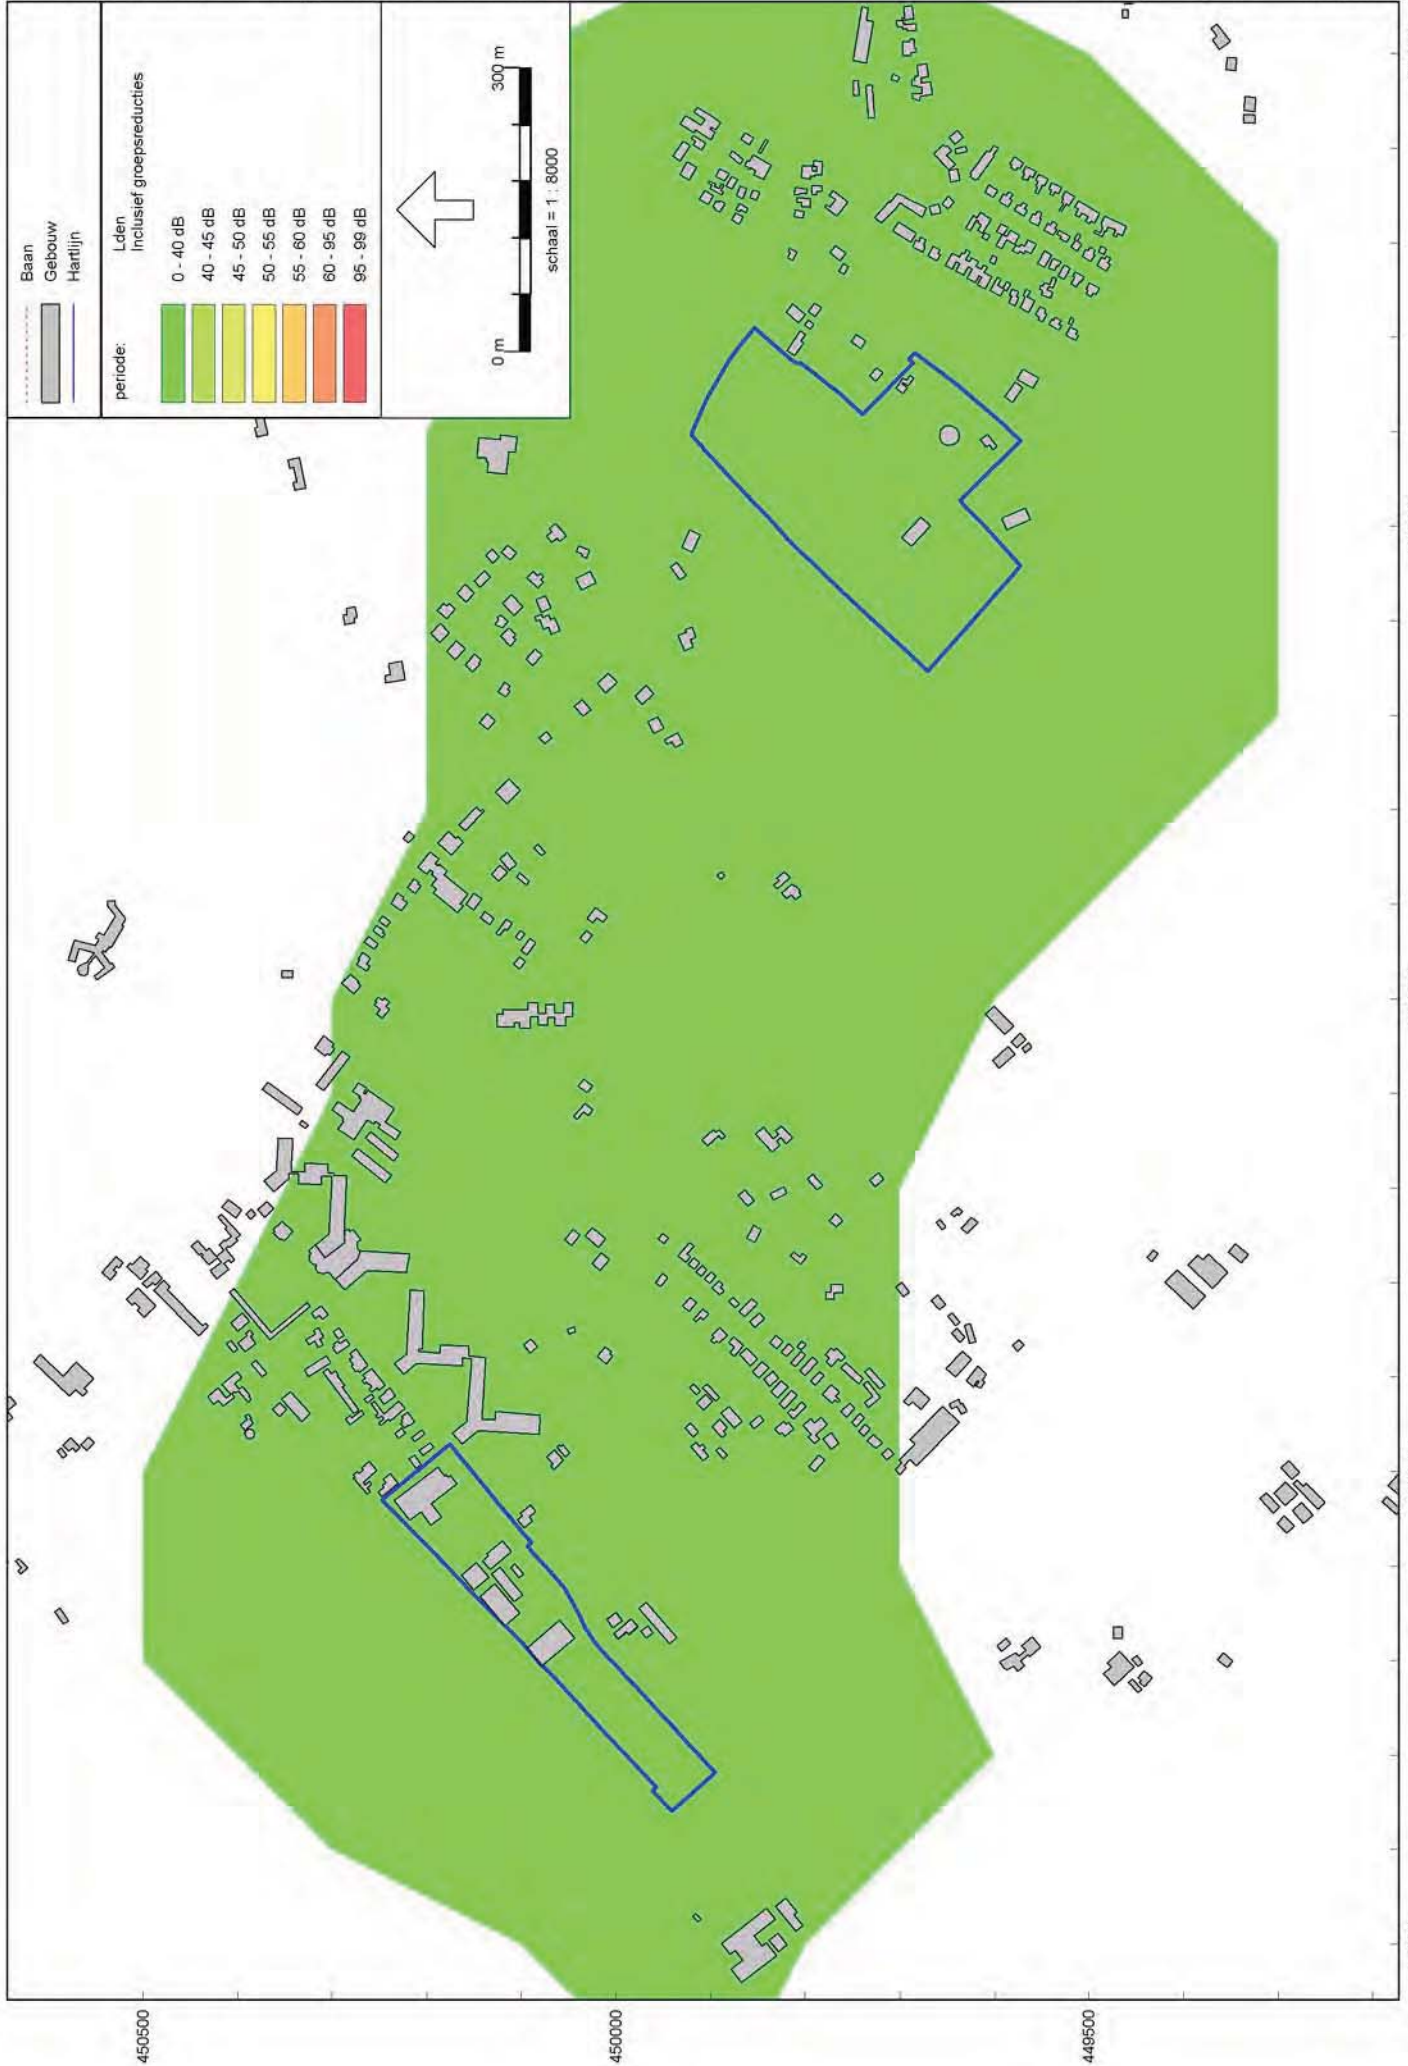 Baan
Gebouw
Hartlijn
periode:
Lden
Inclusief groepsreducties
0 - 40 dB
40 - 45 dB
45 - 50 dB
50 - 55 dB
55 - 60 dB
60 - 95 dB
95 - 99 dB
0 m
300 m
schaal = 1 : 8000
450500
450000
449500